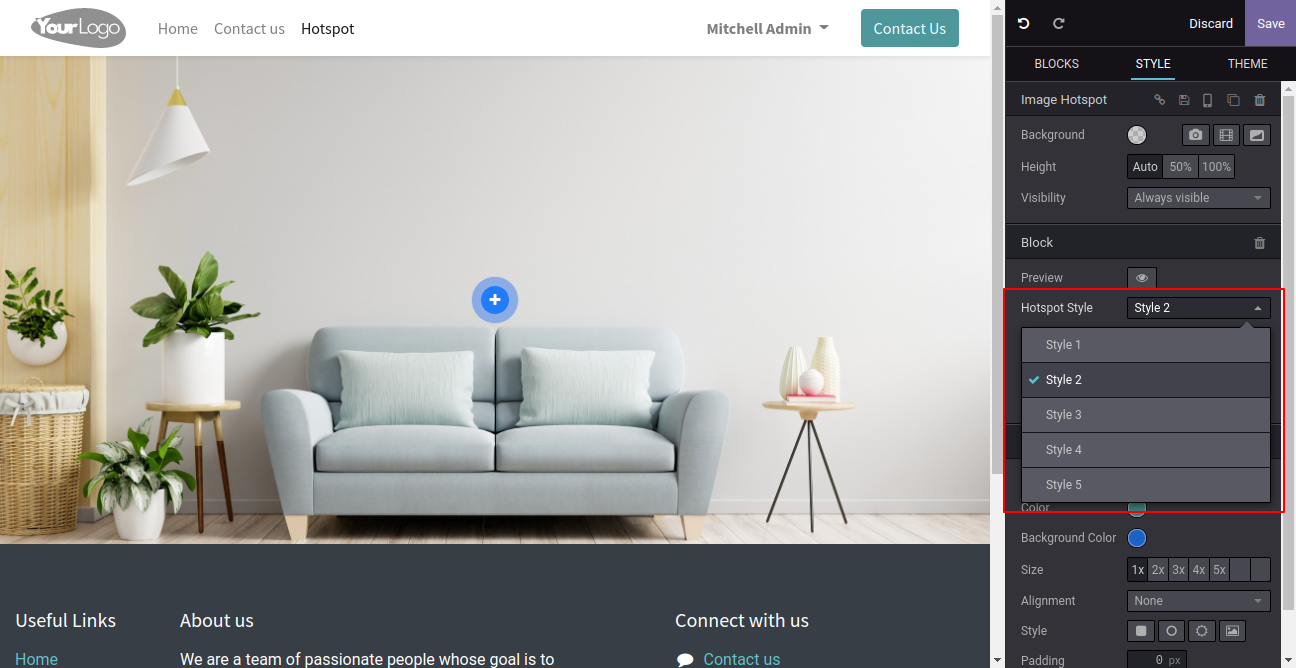 YourLogo Home Contact us Hotspot Mitchell Admin Contact Us
Discard Save
BLOCKS STYLE THEME
Image Hotspot
Background
Height Auto 50% 100%
Visibility Always visible
Block
Preview
Hotspot Style Style 2
Style 1
Style 2
Style 3
Style 4
Style 5
Color
Background Color
Size 1x 2x 3x 4x 5x
Alignment None
Style
Padding 0 px
Useful Links About us Connect with us
Home We are a team of passionate people whose goal is to Contact us